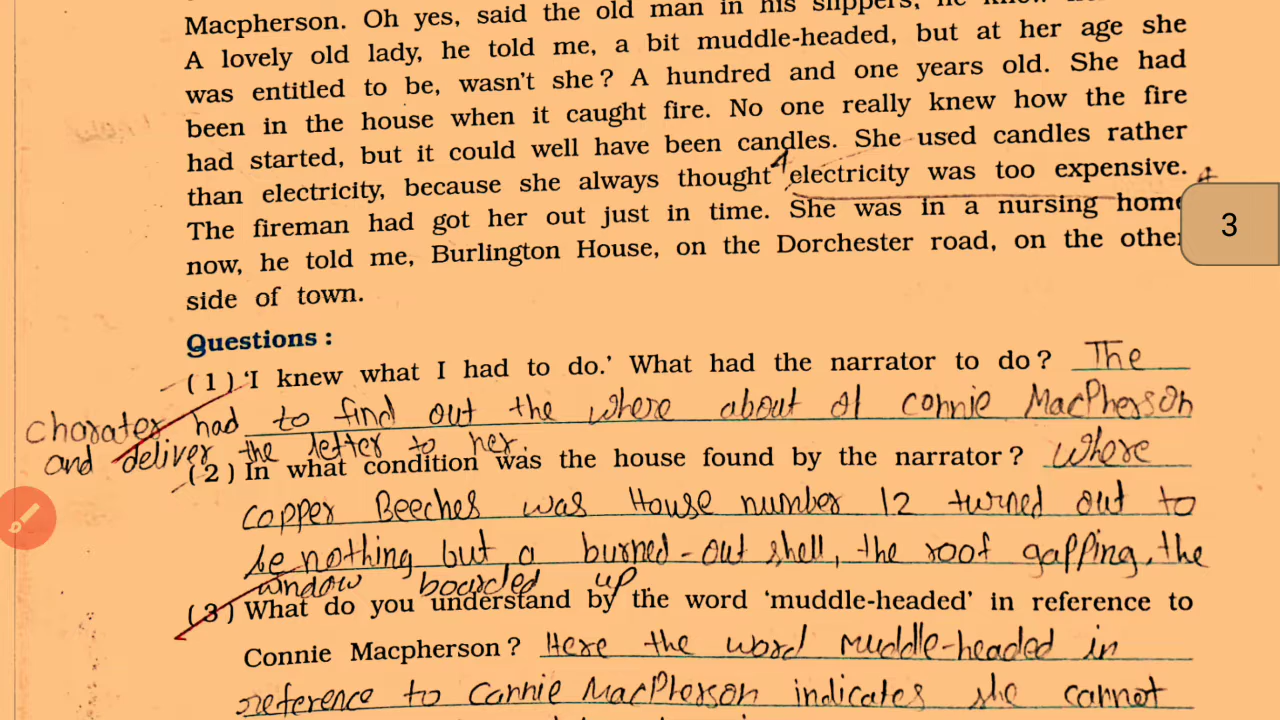 Macpherson. Oh yes, said the old man in his slippers, he
A lovely old lady, he told me, a bit muddle-headed, but at her age she
was entitled to be, wasn't she? A hundred and one years old. She had
been in the house when it caught fire. No one really knew how the fire
had started, but it could well have been candles. She used candles rather
than electricity, because she always thought electricity was too expensive.
The fireman had got her out just in time. She was in a nursing home
now, he told me, Burlington House, on the Dorchester road, on the other
side of town.
3
Questions :
(1) 'I knew what I had to do.' What had the narrator to do? The
charater had to find out the where about of connie MacPherson
and deliver the letter to her.
(2) In what condition was the house found by the narrator? Where
copper Beeches was House number 12 turned out to
be nothing but a burned-out shell, the roof gapping, the
window boarded up
(3) What do you understand by the word 'muddle-headed' in reference to
Connie Macpherson? Here the word muddle-headed in
reference to Connie MacPherson indicates she cannot